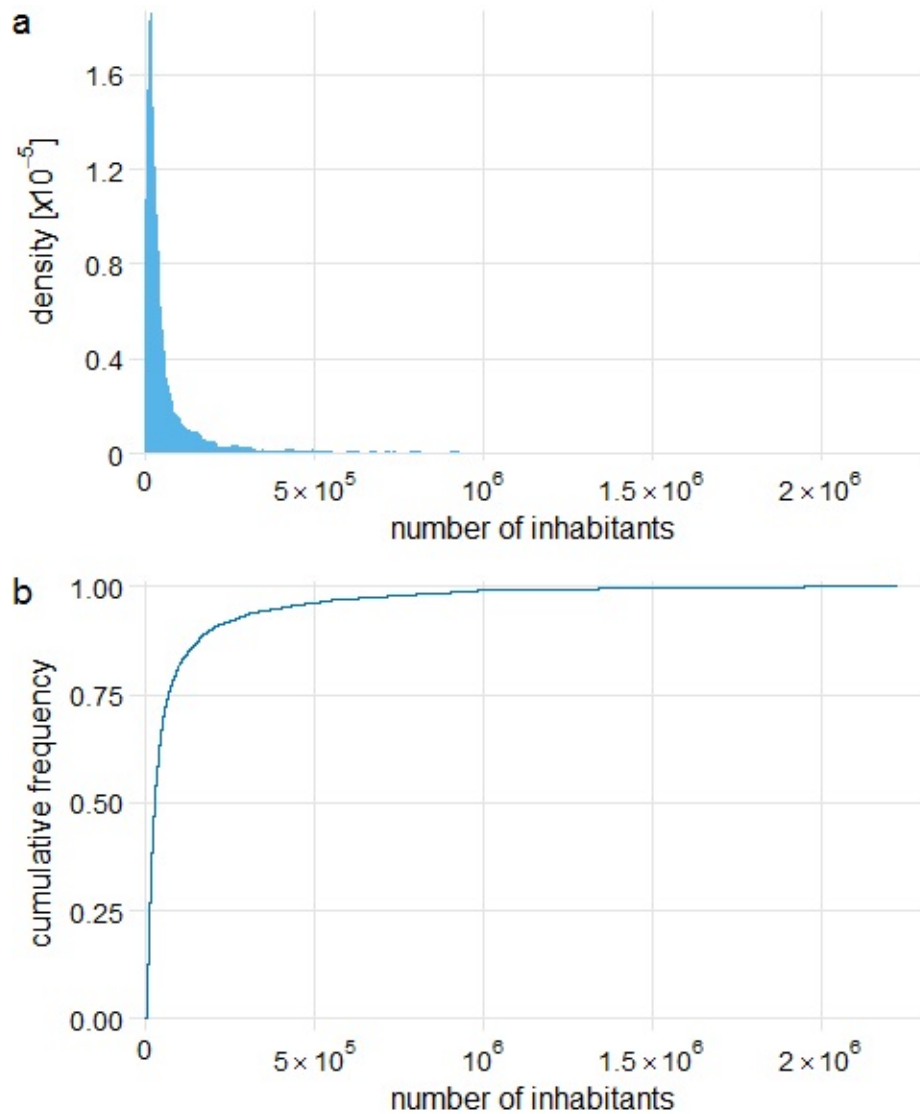 a
density [x10⁻⁵]
1.6
1.2
0.8
0.4
0
0 5×10⁵ 10⁶ 1.5×10⁶ 2×10⁶
number of inhabitants
b
cumulative frequency
1.00
0.75
0.50
0.25
0.00
0 5×10⁵ 10⁶ 1.5×10⁶ 2×10⁶
number of inhabitants